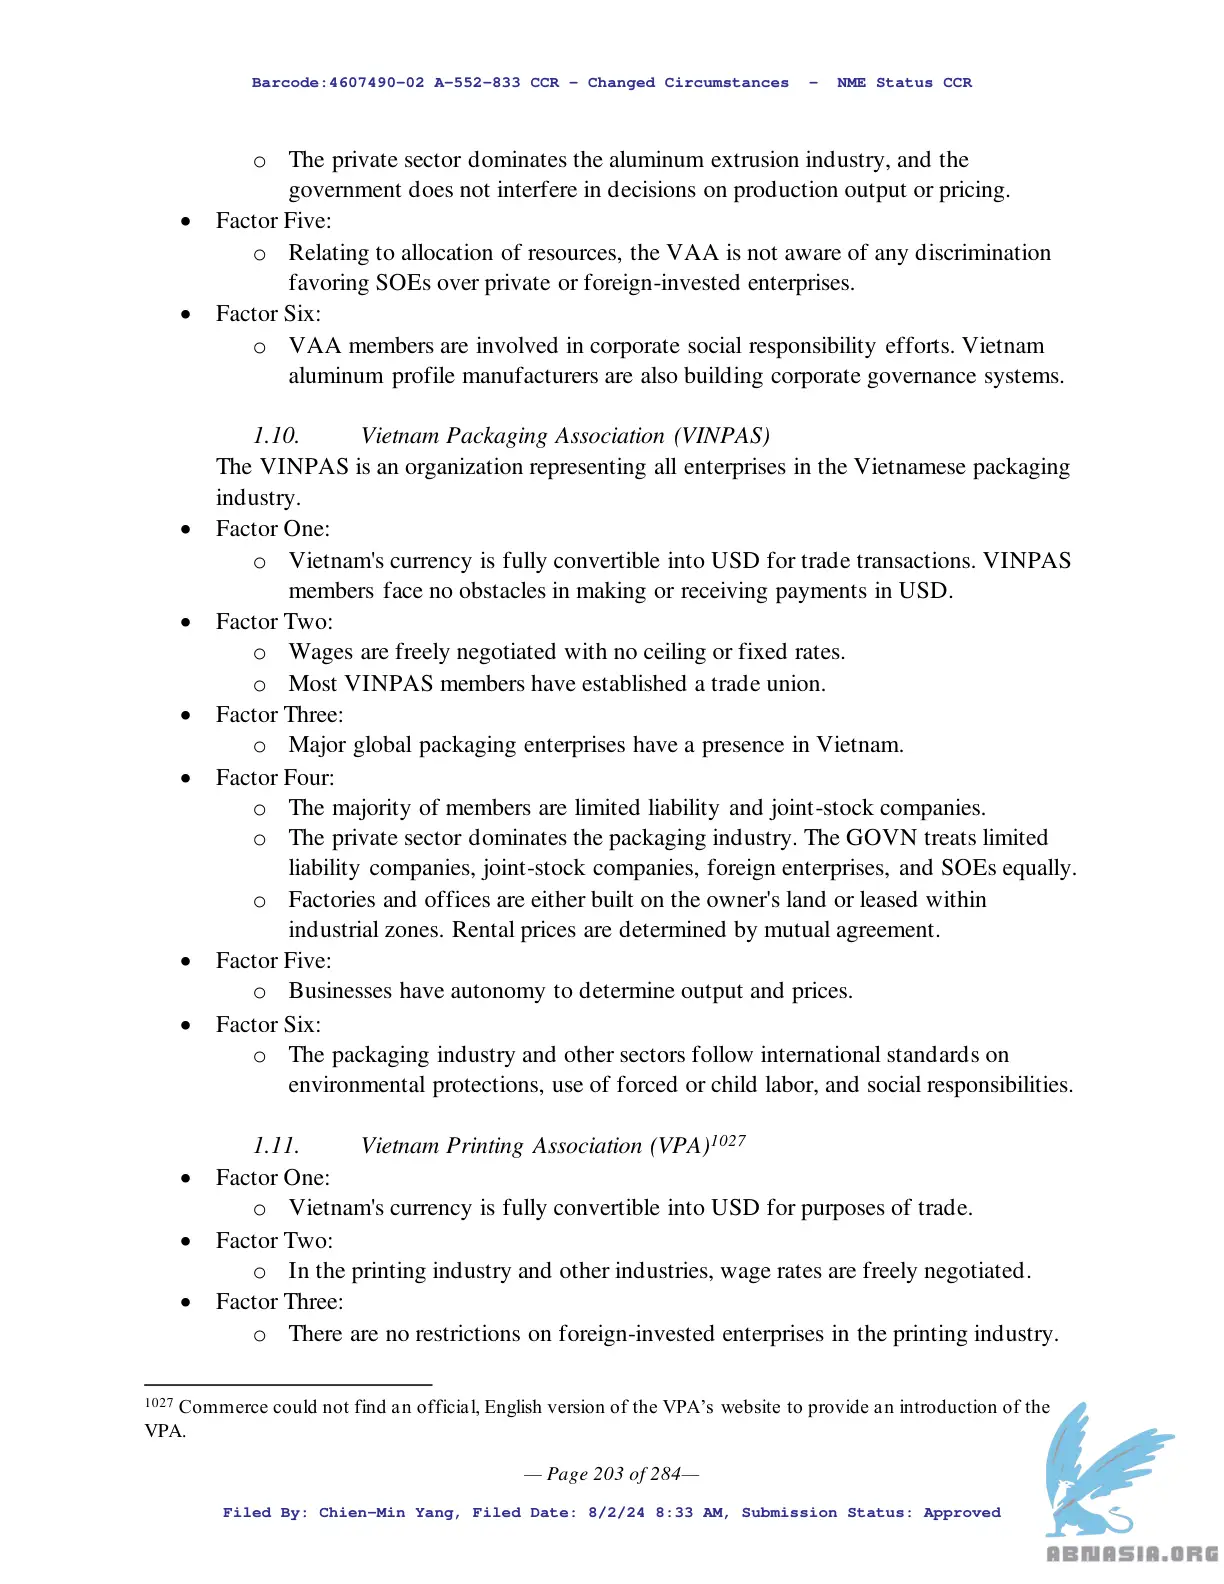 Barcode:4607490-02 A-552-833 CCR - Changed Circumstances - NME Status CCR
o The private sector dominates the aluminum extrusion industry, and the
government does not interfere in decisions on production output or pricing.
• Factor Five:
o Relating to allocation of resources, the VAA is not aware of any discrimination
favoring SOEs over private or foreign-invested enterprises.
• Factor Six:
o VAA members are involved in corporate social responsibility efforts. Vietnam
aluminum profile manufacturers are also building corporate governance systems.
1.10. Vietnam Packaging Association (VINPAS)
The VINPAS is an organization representing all enterprises in the Vietnamese packaging
industry.
• Factor One:
o Vietnam's currency is fully convertible into USD for trade transactions. VINPAS
members face no obstacles in making or receiving payments in USD.
• Factor Two:
o Wages are freely negotiated with no ceiling or fixed rates.
o Most VINPAS members have established a trade union.
• Factor Three:
o Major global packaging enterprises have a presence in Vietnam.
• Factor Four:
o The majority of members are limited liability and joint-stock companies.
o The private sector dominates the packaging industry. The GOVN treats limited
liability companies, joint-stock companies, foreign enterprises, and SOEs equally.
o Factories and offices are either built on the owner's land or leased within
industrial zones. Rental prices are determined by mutual agreement.
• Factor Five:
o Businesses have autonomy to determine output and prices.
• Factor Six:
o The packaging industry and other sectors follow international standards on
environmental protections, use of forced or child labor, and social responsibilities.
1.11. Vietnam Printing Association (VPA)1027
• Factor One:
o Vietnam's currency is fully convertible into USD for purposes of trade.
• Factor Two:
o In the printing industry and other industries, wage rates are freely negotiated.
• Factor Three:
o There are no restrictions on foreign-invested enterprises in the printing industry.
1027 Commerce could not find an official, English version of the VPA’s website to provide an introduction of the
VPA.
— Page 203 of 284—
Filed By: Chien-Min Yang, Filed Date: 8/2/24 8:33 AM, Submission Status: Approved
ABNASIA.ORG